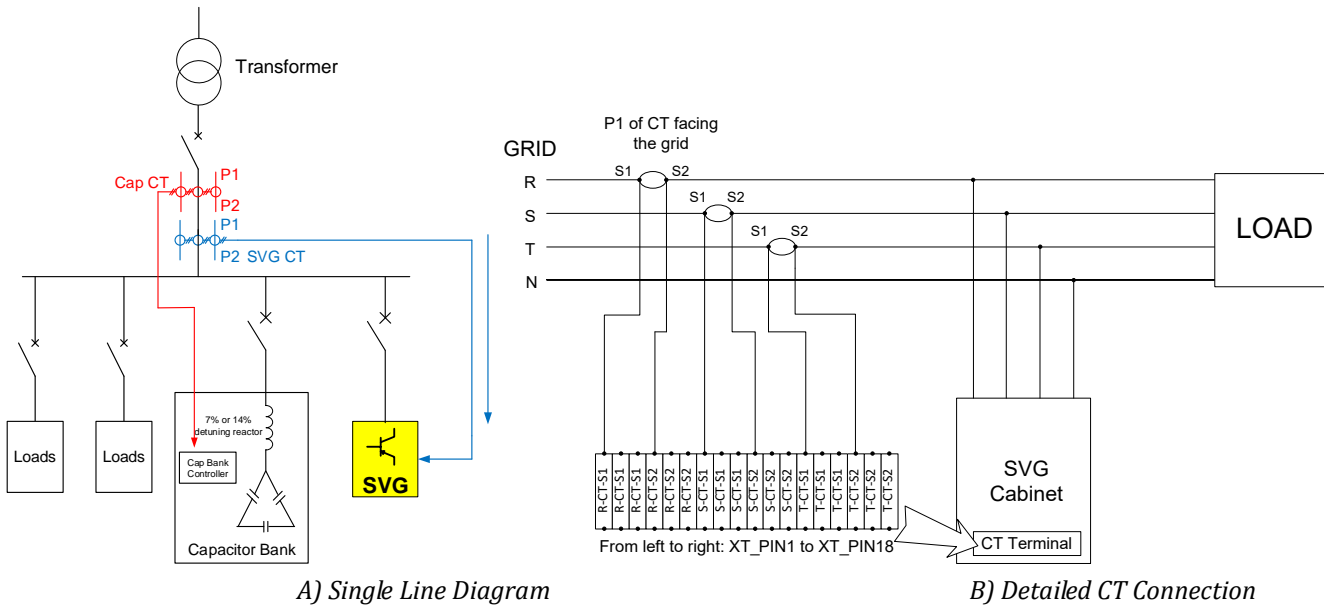 Transformer
Cap CT
P1
P2
P1
P2 SVG CT
Loads
Loads
7% or 14%
detuning reactor
Cap Bank
Controller
Capacitor Bank
SVG
A) Single Line Diagram
P1 of CT facing
the grid
GRID
R
S
T
N
S1
S2
S1
S2
S1
S2
LOAD
R-CT-S1
R-CT-S1
R-CT-S1
R-CT-S2
R-CT-S2
R-CT-S2
S-CT-S1
S-CT-S1
S-CT-S1
S-CT-S2
S-CT-S2
S-CT-S2
T-CT-S1
T-CT-S1
T-CT-S1
T-CT-S2
T-CT-S2
T-CT-S2
From left to right: XT_PIN1 to XT_PIN18
SVG
Cabinet
CT Terminal
B) Detailed CT Connection